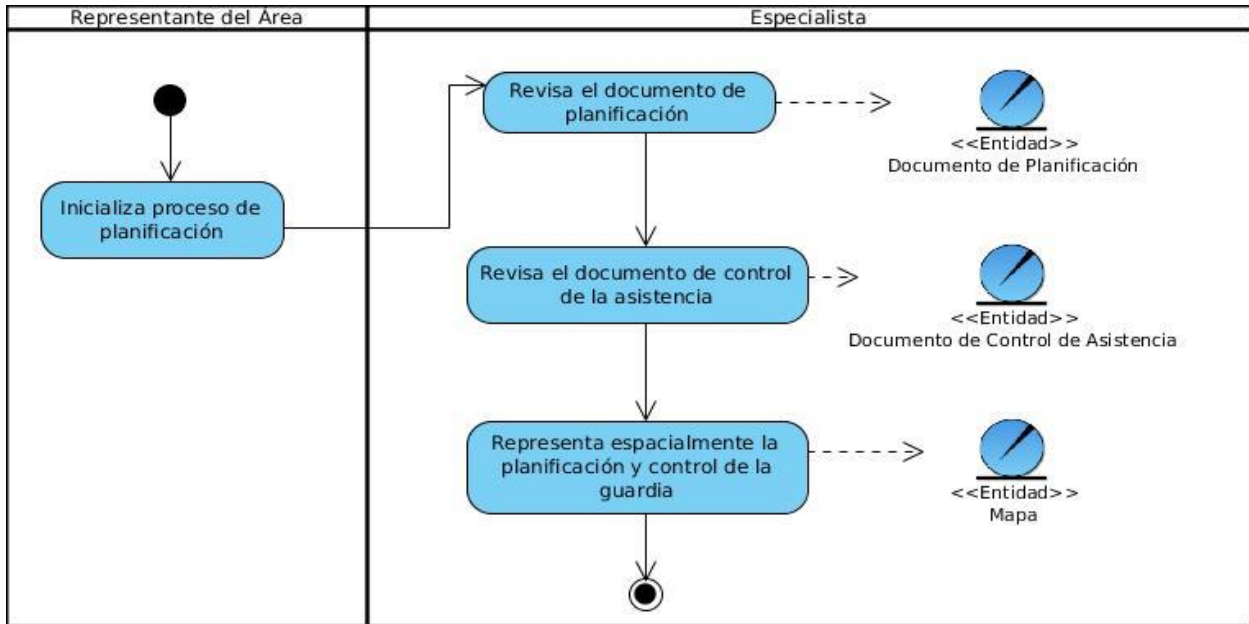 Representante del Área
Especialista
Revisa el documento de
planificación
<<Entidad>>
Documento de Planificación
Inicializa proceso de
planificación
Revisa el documento de control
de la asistencia
<<Entidad>>
Documento de Control de Asistencia
Representa espacialmente la
planificación y control de la
guardia
<<Entidad>>
Mapa